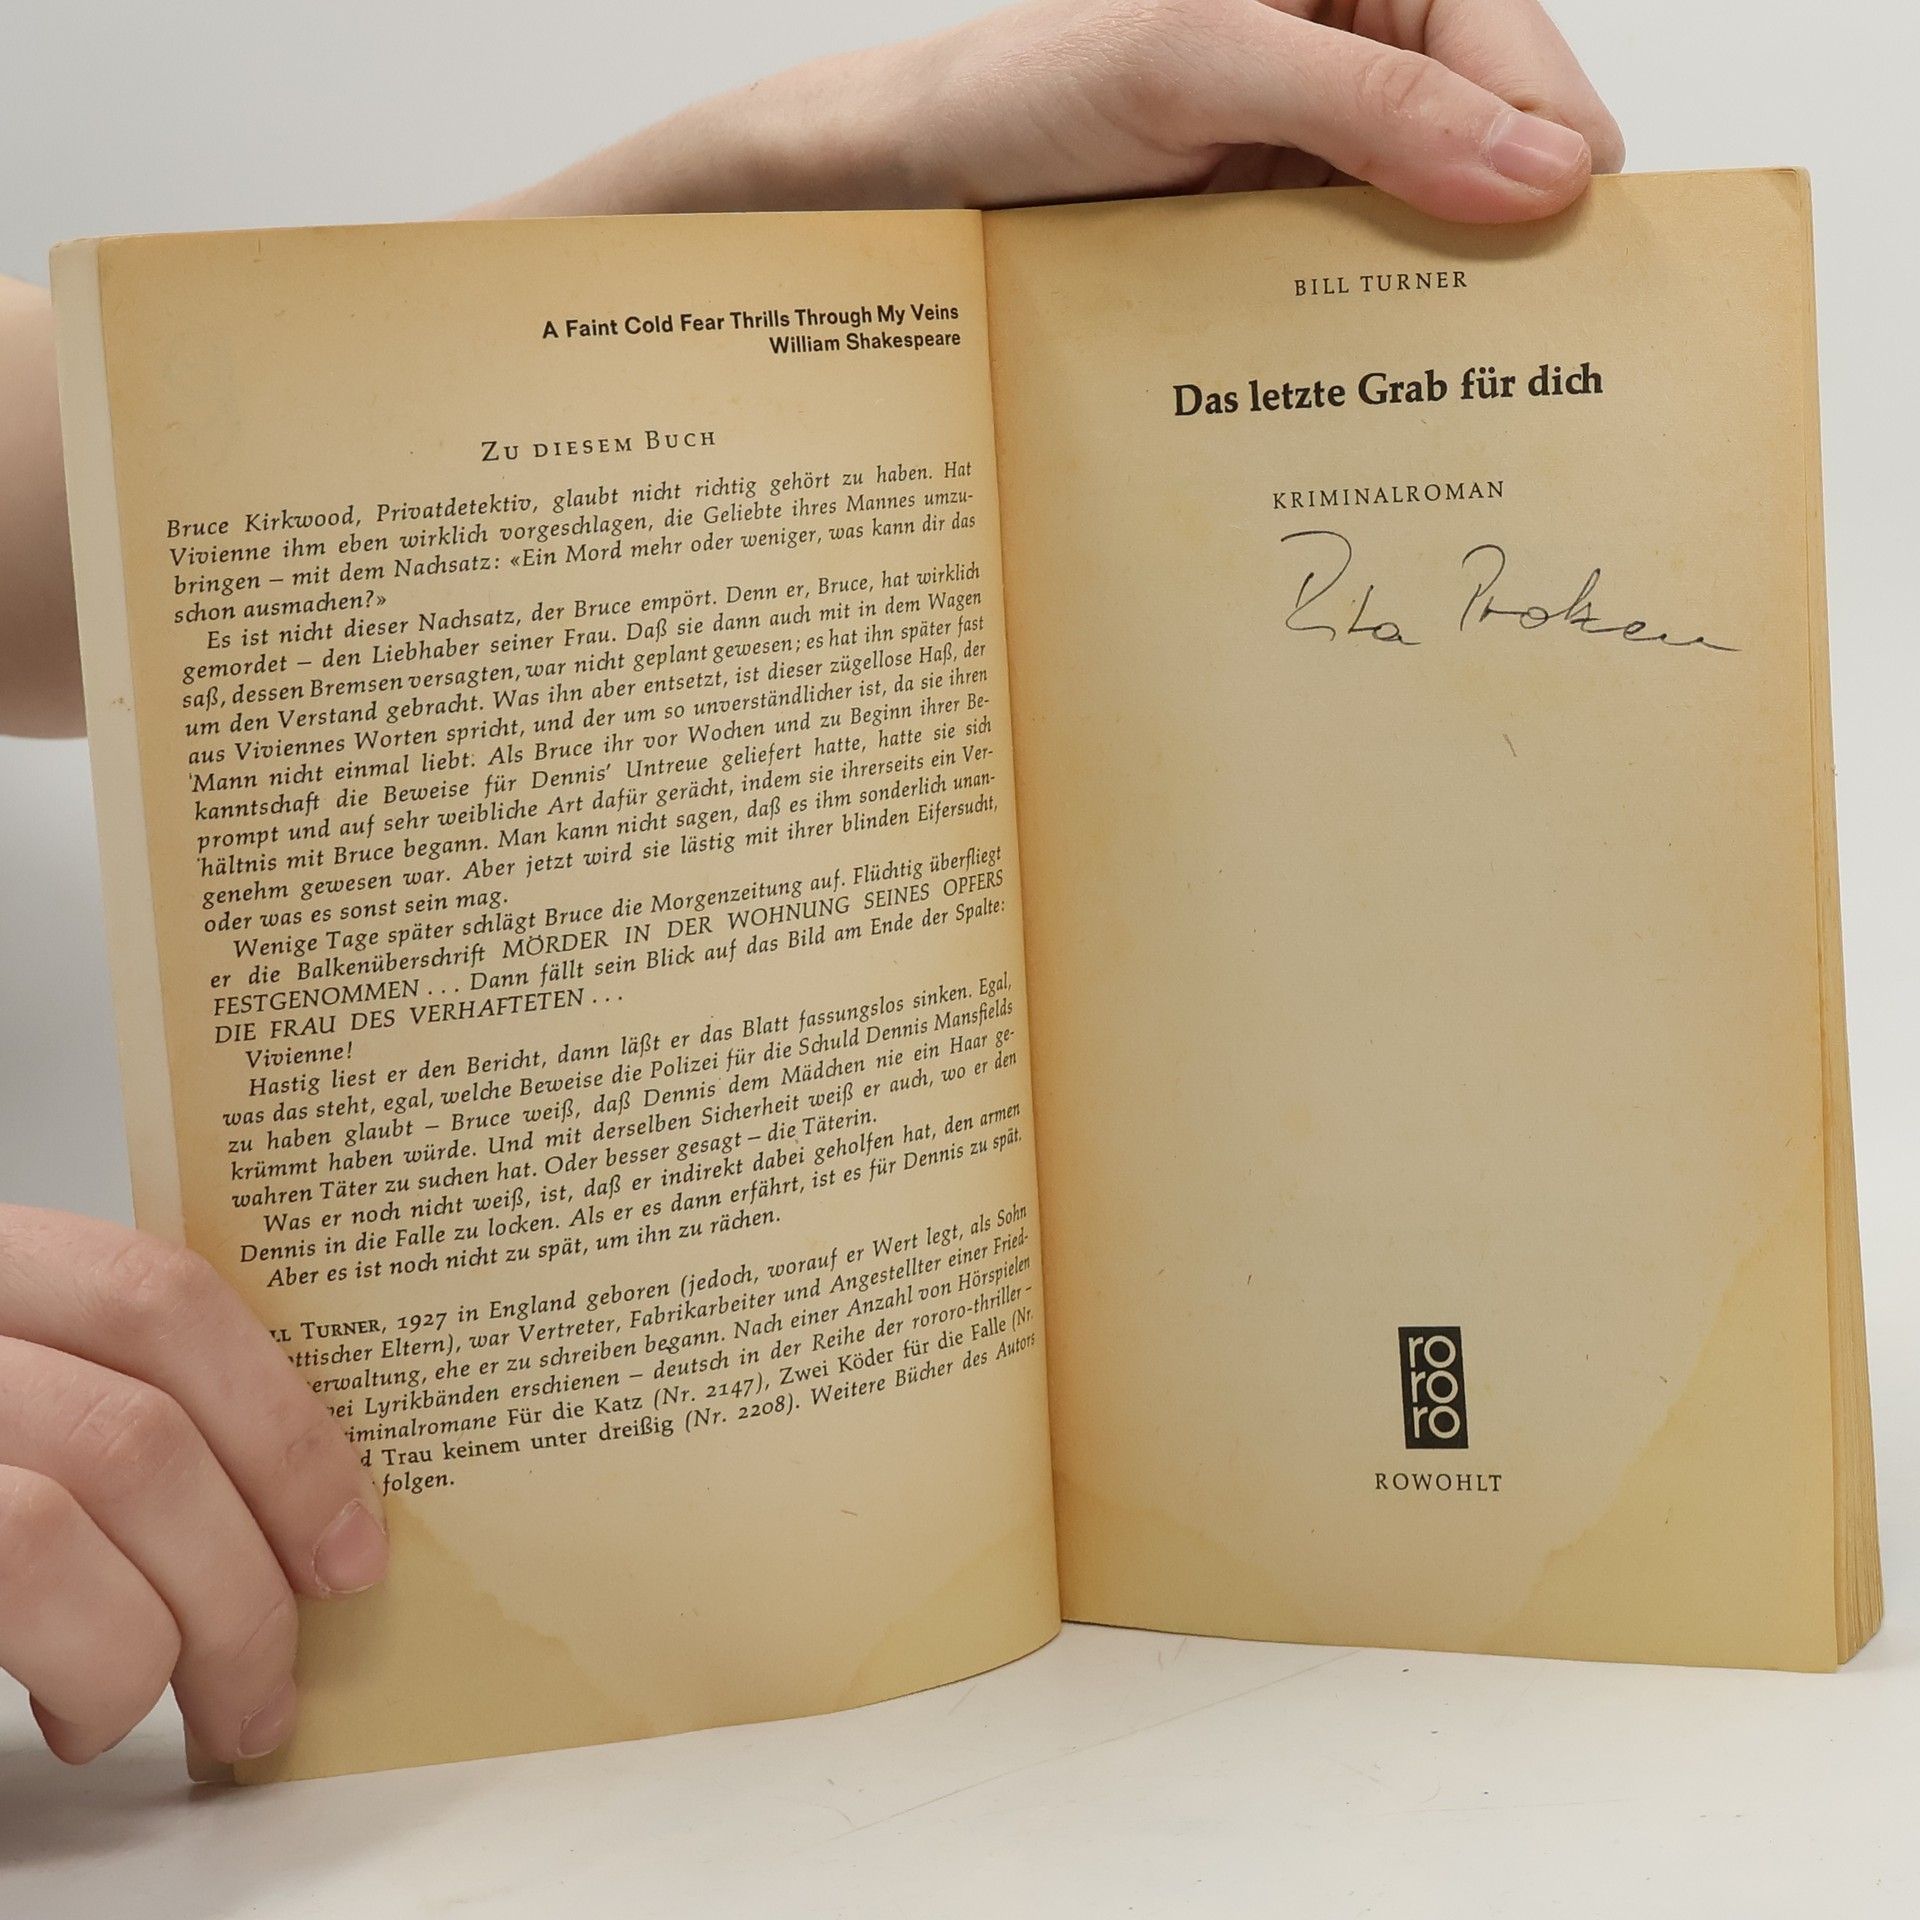 A Faint Cold Fear Thrills Through My Veins
William Shakespeare
ZU DIESEM BUCH
Bruce Kirkwood, Privatdetektiv, glaubt nicht richtig gehört zu haben. Hat
Vivienne ihm eben wirklich vorgeschlagen, die Geliebte ihres Mannes umzu-
bringen – mit dem Nachsatz: «Ein Mord mehr oder weniger, was kann dir das
schon ausmachen?»
Es ist nicht dieser Nachsatz, der Bruce empört. Denn er, Bruce, hat wirklich
gemordet – den Liebhaber seiner Frau. Daß sie dann auch mit in dem Wagen
saß, dessen Bremsen versagten, war nicht geplant gewesen; es hat ihn später fast
um den Verstand gebracht. Was ihn aber entsetzt, ist dieser zügellose Haß, der
aus Viviennes Worten spricht, und der um so unverständlicher ist, da sie ihren
Mann nicht einmal liebt. Als Bruce ihr vor Wochen und zu Beginn ihrer Be-
kanntschaft die Beweise für Dennis' Untreue geliefert hatte, hatte sie sich
prompt und auf sehr weibliche Art dafür gerächt, indem sie ihrerseits ein Ver-
hältnis mit Bruce begann. Man kann nicht sagen, daß es ihm sonderlich unan-
genehm gewesen war. Aber jetzt wird sie lästig mit ihrer blinden Eifersucht,
oder was es sonst sein mag.
Wenige Tage später schlägt Bruce die Morgenzeitung auf. Flüchtig überfliegt
er die Balkenüberschrift MÖRDER IN DER WOHNUNG SEINES OPFERS
FESTGENOMMEN . . . Dann fällt sein Blick auf das Bild am Ende der Spalte:
DIE FRAU DES VERHAFTETEN . . .
Vivienne!
Hastig liest er den Bericht, dann läßt er das Blatt fassungslos sinken. Egal,
was das steht, egal, welche Beweise die Polizei für die Schuld Dennis Mansfields
zu haben glaubt – Bruce weiß, daß Dennis dem Mädchen nie ein Haar ge-
krümmt haben würde. Und mit derselben Sicherheit weiß er auch, wo er den
wahren Täter zu suchen hat. Oder besser gesagt – die Täterin.
Was er noch nicht weiß, ist, daß er indirekt dabei geholfen hat, den armen
Dennis in die Falle zu locken. Als er es dann erfährt, ist es für Dennis zu spät.
Aber es ist noch nicht zu spät, um ihn zu rächen.
LL TURNER, 1927 in England geboren (jedoch, worauf er Wert legt, als Sohn
ttischer Eltern), war Vertreter, Fabrikarbeiter und Angestellter einer Fried-
erwaltung, ehe er zu schreiben begann. Nach einer Anzahl von Hörspielen
ei Lyrikbänden erschienen – deutsch in der Reihe der rororo-thriller –
iminalromane Für die Katz (Nr. 2147), Zwei Köder für die Falle (Nr.
d Trau keinem unter dreißig (Nr. 2208). Weitere Bücher des Autors
folgen.
BILL TURNER
Das letzte Grab für dich
KRIMINALROMAN
Rita
ro
ro
ro
ROWOHLT